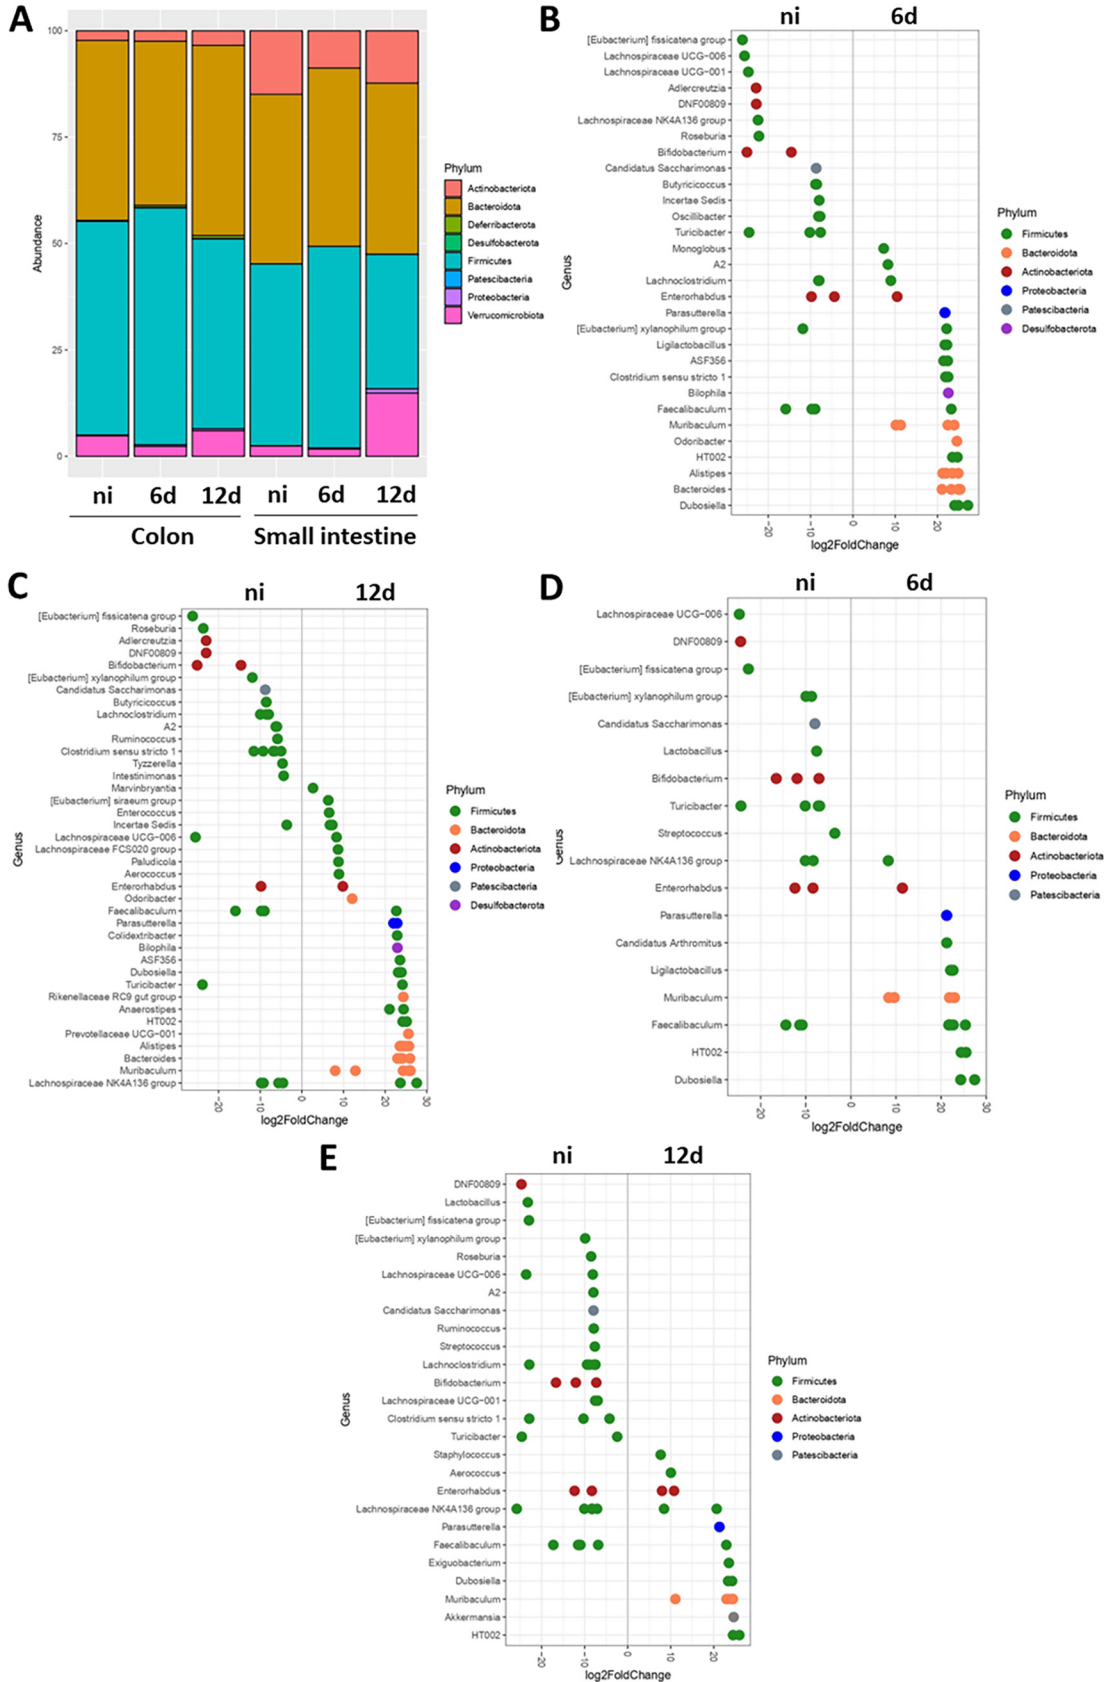 A
100
75
50
25
0
Abundance
ni
6d
12d
ni
6d
12d
Colon
Small intestine
Phylum
Actinobacteriota
Bacteroidota
Deferribacterota
Desulfobacterota
Firmicutes
Patescibacteria
Proteobacteria
Verrucomicrobiota
B
ni
6d
Genus
[Eubacterium] fissicatena group
Lachnospiraceae UCG-006
Lachnospiraceae UCG-001
Adlercreutzia
DNF00809
Lachnospiraceae NK4A136 group
Roseburia
Bifidobacterium
Candidatus Saccharimonas
Butyricicoccus
Incertae Sedis
Oscillibacter
Turicibacter
Monoglobus
A2
Lachnoclostridium
Enterorhabdus
Parasutterella
[Eubacterium] xylanophilum group
Ligilactobacillus
ASF356
Clostridium sensu stricto 1
Bilophila
Faecalibaculum
Muribaculum
Odoribacter
HT002
Alistipes
Bacteroides
Dubosiella
-20
-10
0
10
20
log2FoldChange
Phylum
Firmicutes
Bacteroidota
Actinobacteriota
Proteobacteria
Patescibacteria
Desulfobacterota
C
ni
12d
Genus
[Eubacterium] fissicatena group
Roseburia
Adlercreutzia
DNF00809
Bifidobacterium
[Eubacterium] xylanophilum group
Candidatus Saccharimonas
Butyricicoccus
Lachnoclostridium
A2
Ruminococcus
Clostridium sensu stricto 1
Tyzzerella
Intestinimonas
Marvinbryantia
[Eubacterium] siraeum group
Enterococcus
Incertae Sedis
Lachnospiraceae UCG-006
Lachnospiraceae FCS020 group
Paludicola
Aerococcus
Enterorhabdus
Odoribacter
Faecalibaculum
Parasutterella
Colidextribacter
Bilophila
ASF356
Dubosiella
Turicibacter
Rikenellaceae RC9 gut group
Anaerostipes
HT002
Prevotellaceae UCG-001
Alistipes
Bacteroides
Muribaculum
Lachnospiraceae NK4A136 group
-20
-10
0
10
20
30
log2FoldChange
Phylum
Firmicutes
Bacteroidota
Actinobacteriota
Proteobacteria
Patescibacteria
Desulfobacterota
D
ni
6d
Genus
Lachnospiraceae UCG-006
DNF00809
[Eubacterium] fissicatena group
[Eubacterium] xylanophilum group
Candidatus Saccharimonas
Lactobacillus
Bifidobacterium
Turicibacter
Streptococcus
Lachnospiraceae NK4A136 group
Enterorhabdus
Parasutterella
Candidatus Arthromitus
Ligilactobacillus
Muribaculum
Faecalibaculum
HT002
Dubosiella
-20
-10
0
10
20
30
log2FoldChange
Phylum
Firmicutes
Bacteroidota
Actinobacteriota
Proteobacteria
Patescibacteria
E
ni
12d
Genus
DNF00809
Lactobacillus
[Eubacterium] fissicatena group
[Eubacterium] xylanophilum group
Roseburia
Lachnospiraceae UCG-006
A2
Candidatus Saccharimonas
Ruminococcus
Streptococcus
Lachnoclostridium
Bifidobacterium
Lachnospiraceae UCG-001
Clostridium sensu stricto 1
Turicibacter
Staphylococcus
Aerococcus
Enterorhabdus
Lachnospiraceae NK4A136 group
Parasutterella
Faecalibaculum
Exiguobacterium
Dubosiella
Muribaculum
Akkermansia
HT002
-20
-10
0
10
20
log2FoldChange
Phylum
Firmicutes
Bacteroidota
Actinobacteriota
Proteobacteria
Patescibacteria